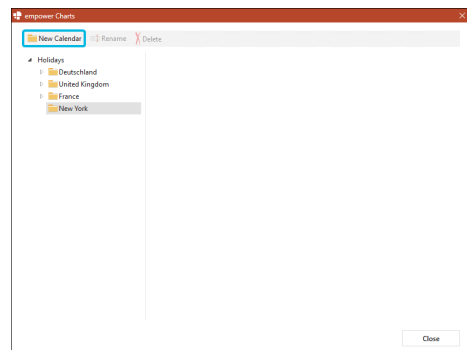 empower Charts
New Calendar Rename Delete
Holidays
Deutschland
United Kingdom
France
New York
Close